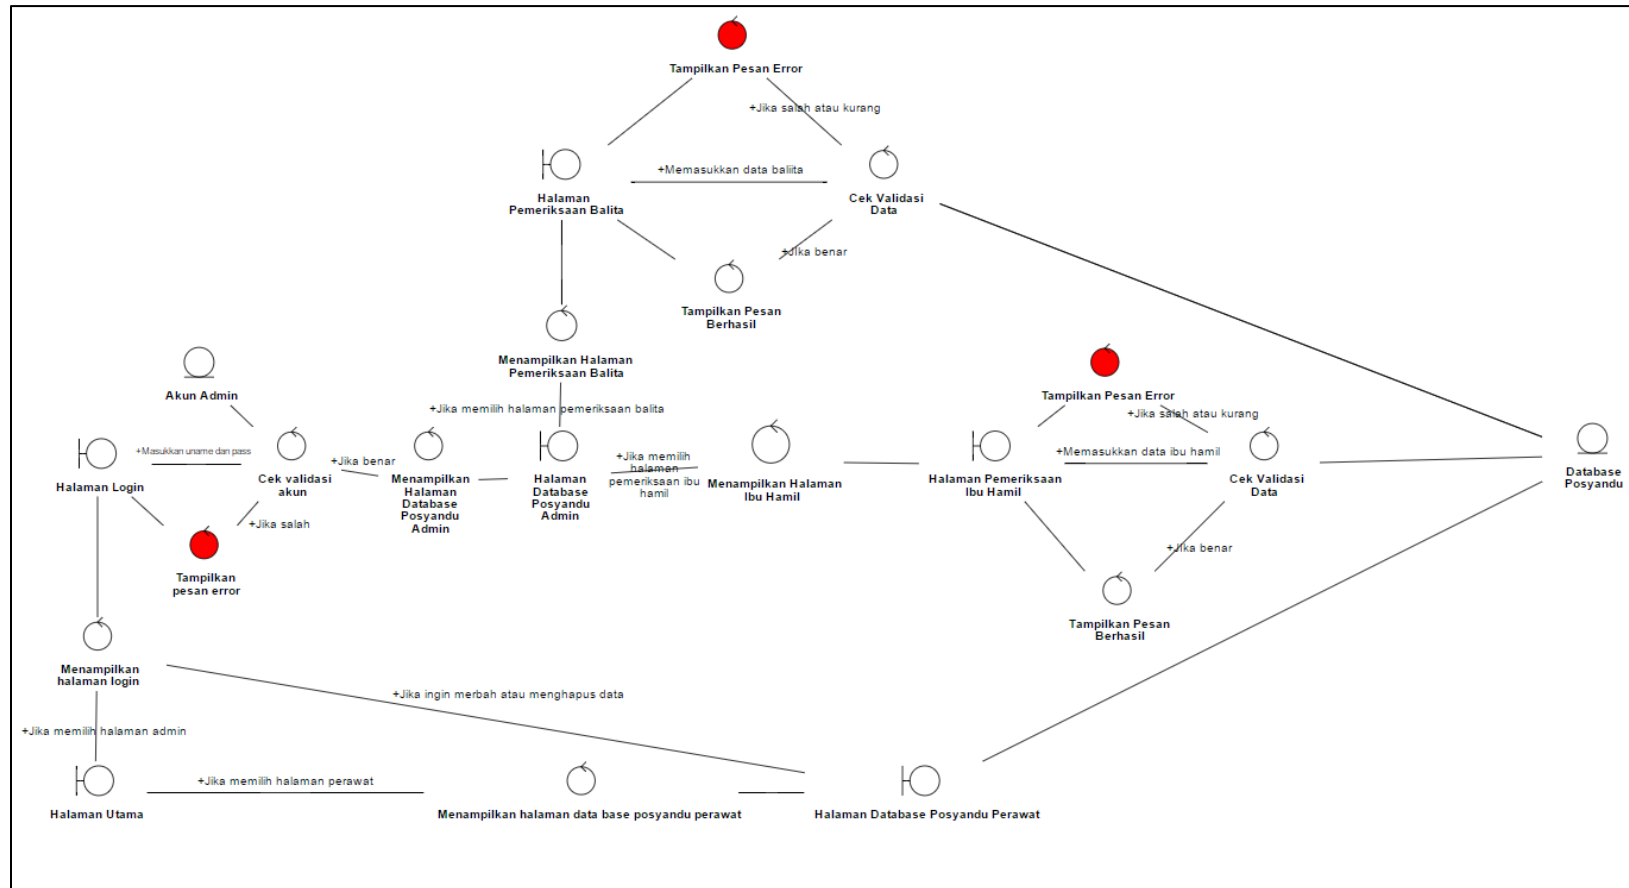 Tampilkan Pesan Error
+Jika salah atau kurang
+Memasukkan data baliita
Halaman
Pemeriksaan Balita
Cek Validasi
Data
+JIka benar
Tampilkan Pesan
Berhasil
Menampilkan Halaman
Pemeriksaan Balita
Akun Admin
Tampilkan Pesan Error
+Jika memilih halaman pemeriksaan balita
+Jika salah atau kurang
+Masukkan uname dan pass
Halaman Login
Cek validasi
akun
+Jika benar
Menampilkan
Halaman
Database
Posyandu
Admin
Halaman
Database
Posyandu
Admin
+Jika memilih
halaman
pemeriksaan ibu
hamil
Menampilkan Halaman
Ibu Hamil
+Memasukkan data ibu hamil
Halaman Pemeriksaan
Ibu Hamil
Cek Validasi
Data
Database
Posyandu
+Jika salah
Tampilkan
pesan error
+JIka benar
Tampilkan Pesan
Berhasil
Menampilkan
halaman login
+Jika ingin merbah atau menghapus data
+Jika memilih halaman admin
+Jika memilih halaman perawat
Halaman Utama
Menampilkan halaman data base posyandu perawat
Halaman Database Posyandu Perawat